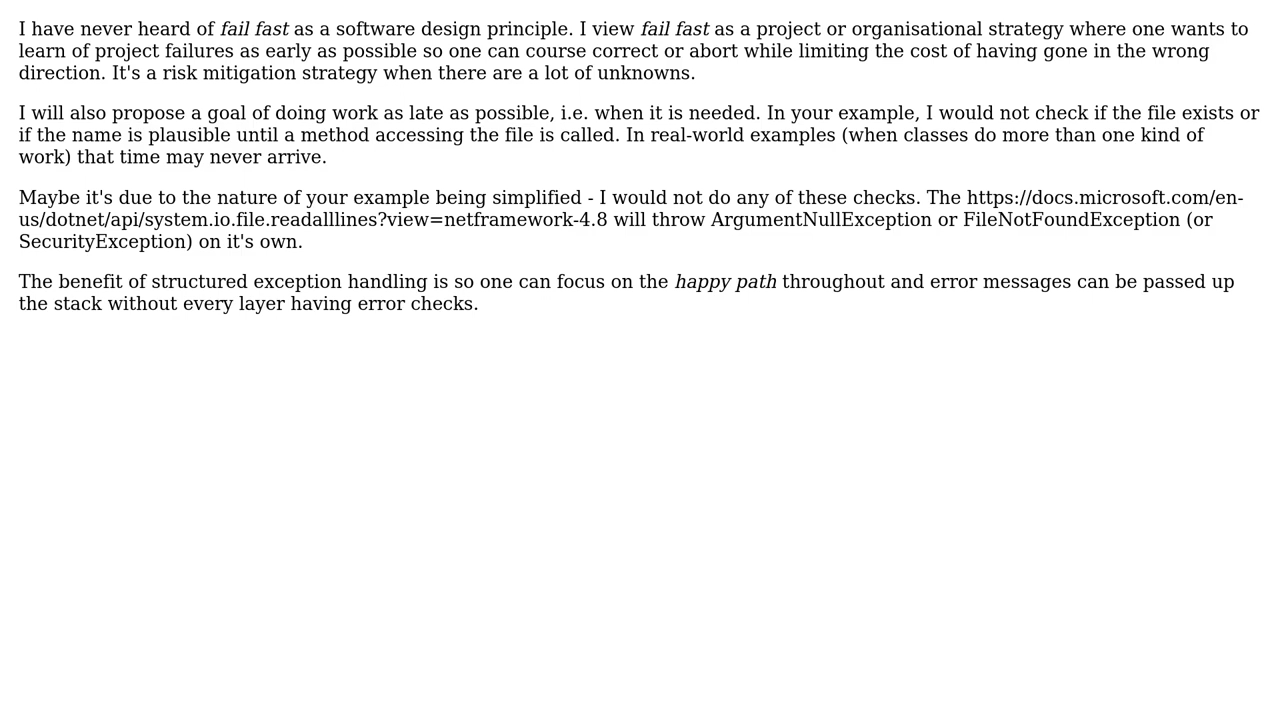 I have never heard of fail fast as a software design principle. I view fail fast as a project or organisational strategy where one wants to
learn of project failures as early as possible so one can course correct or abort while limiting the cost of having gone in the wrong
direction. It's a risk mitigation strategy when there are a lot of unknowns.
I will also propose a goal of doing work as late as possible, i.e. when it is needed. In your example, I would not check if the file exists or
if the name is plausible until a method accessing the file is called. In real-world examples (when classes do more than one kind of
work) that time may never arrive.
Maybe it's due to the nature of your example being simplified - I would not do any of these checks. The https://docs.microsoft.com/en-
us/dotnet/api/system.io.file.readalllines?view=netframework-4.8 will throw ArgumentNullException or FileNotFoundException (or
SecurityException) on it's own.
The benefit of structured exception handling is so one can focus on the happy path throughout and error messages can be passed up
the stack without every layer having error checks.